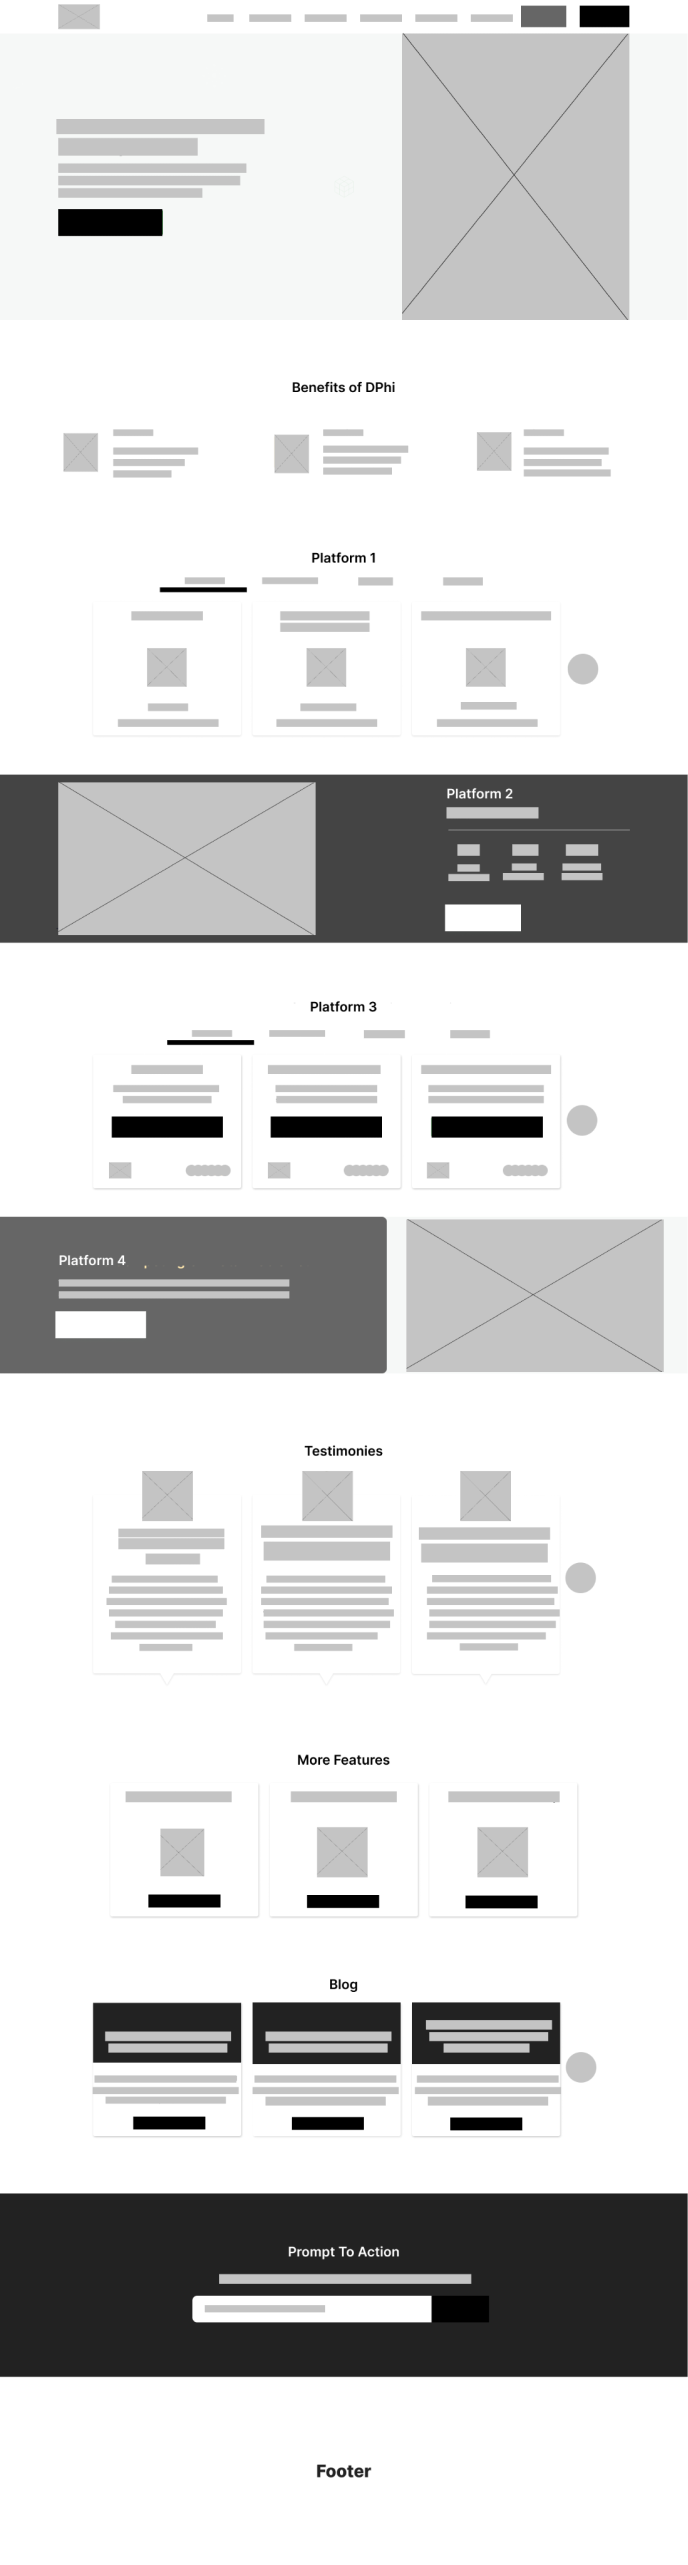 Benefits of DPhi
Platform 1
Platform 2
Platform 3
Platform 4
Testimonies
More Features
Blog
Prompt To Action
Footer